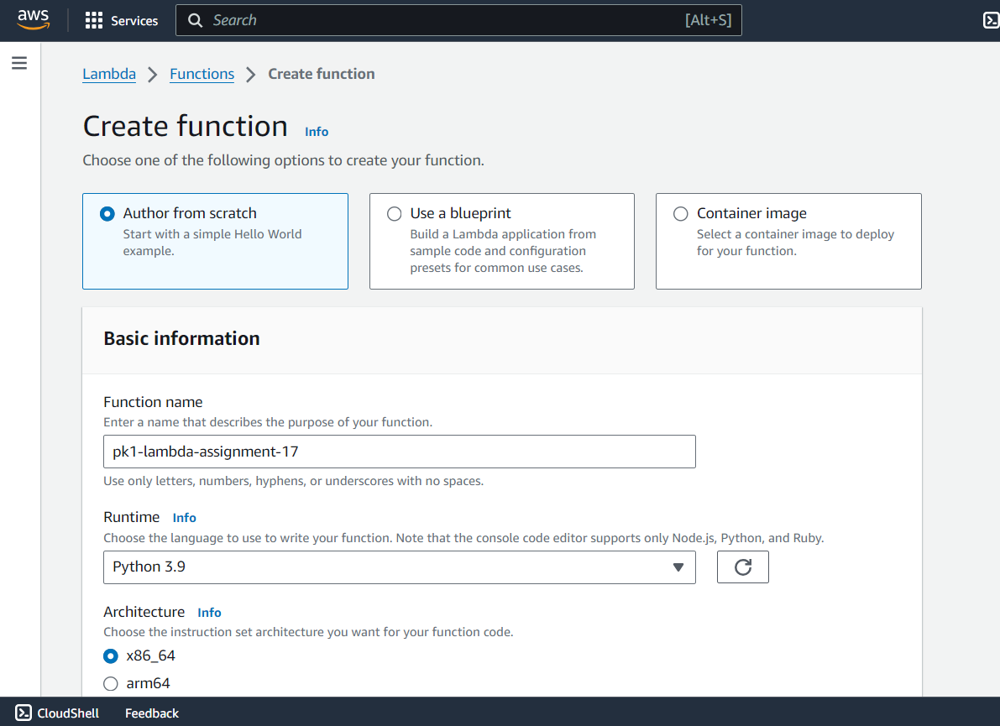 aws
Services
Search
[Alt+S]
Lambda
Functions
Create function
Create function Info
Choose one of the following options to create your function.
Author from scratch
Start with a simple Hello World
example.
Use a blueprint
Build a Lambda application from
sample code and configuration
presets for common use cases.
Container image
Select a container image to deploy
for your function.
Basic information
Function name
Enter a name that describes the purpose of your function.
pk1-lambda-assignment-17
Use only letters, numbers, hyphens, or underscores with no spaces.
Runtime Info
Choose the language to use to write your function. Note that the console code editor supports only Node.js, Python, and Ruby.
Python 3.9
Architecture Info
Choose the instruction set architecture you want for your function code.
x86_64
arm64
CloudShell
Feedback